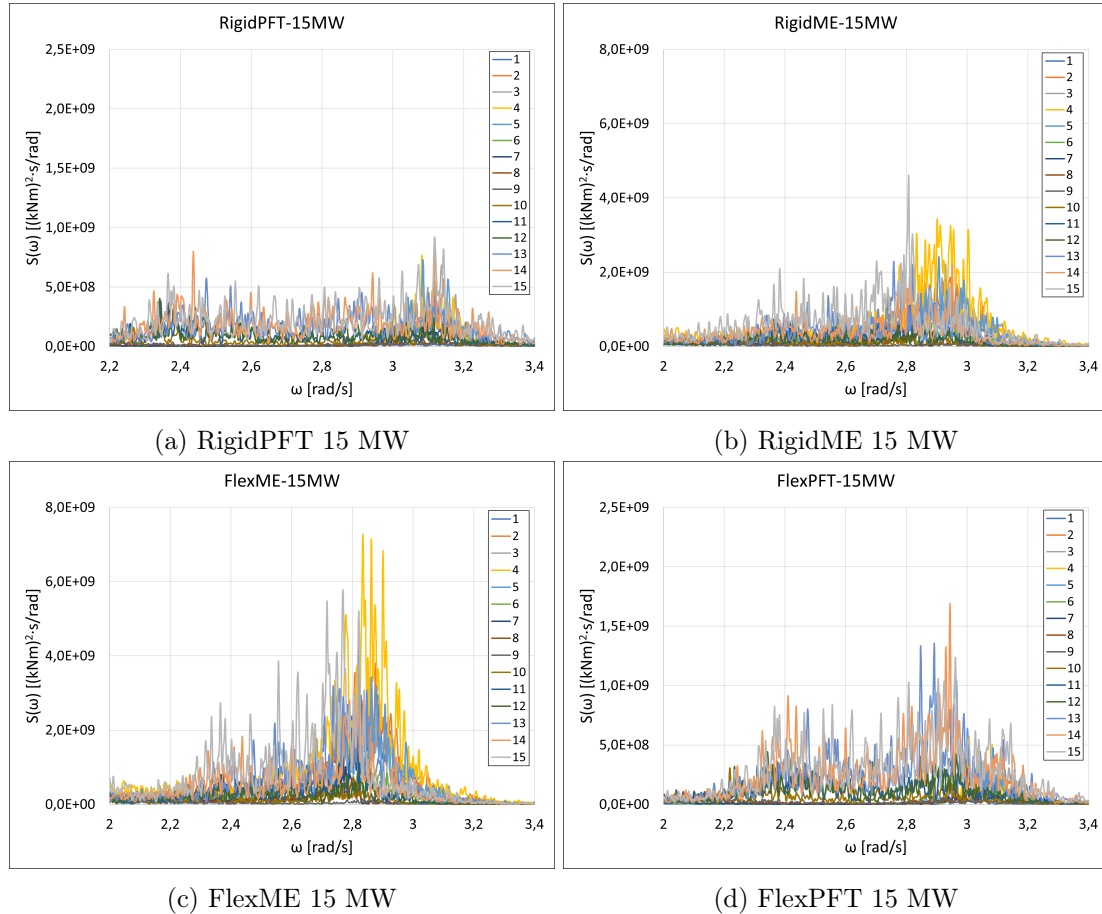 RigidPFT-15MW
S(ω) [(kNm)²·s/rad]
2,5E+09
2,0E+09
1,5E+09
1,0E+09
5,0E+08
0,0E+00
2,2
2,4
2,6
2,8
3
3,2
3,4
ω [rad/s]
1
2
3
4
5
6
7
8
9
10
11
12
13
14
15
(a) RigidPFT 15 MW
RigidME-15MW
S(ω) [(kNm)²·s/rad]
8,0E+09
6,0E+09
4,0E+09
2,0E+09
0,0E+00
2
2,2
2,4
2,6
2,8
3
3,2
3,4
ω [rad/s]
1
2
3
4
5
6
7
8
9
10
11
12
13
14
15
(b) RigidME 15 MW
FlexME-15MW
S(ω) [(kNm)²·s/rad]
8,0E+09
6,0E+09
4,0E+09
2,0E+09
0,0E+00
2
2,2
2,4
2,6
2,8
3
3,2
3,4
ω [rad/s]
1
2
3
4
5
6
7
8
9
10
11
12
13
14
15
(c) FlexME 15 MW
FlexPFT-15MW
S(ω) [(kNm)²·s/rad]
2,5E+09
2,0E+09
1,5E+09
1,0E+09
5,0E+08
0,0E+00
2
2,2
2,4
2,6
2,8
3
3,2
3,4
ω [rad/s]
1
2
3
4
5
6
7
8
9
10
11
12
13
14
15
(d) FlexPFT 15 MW